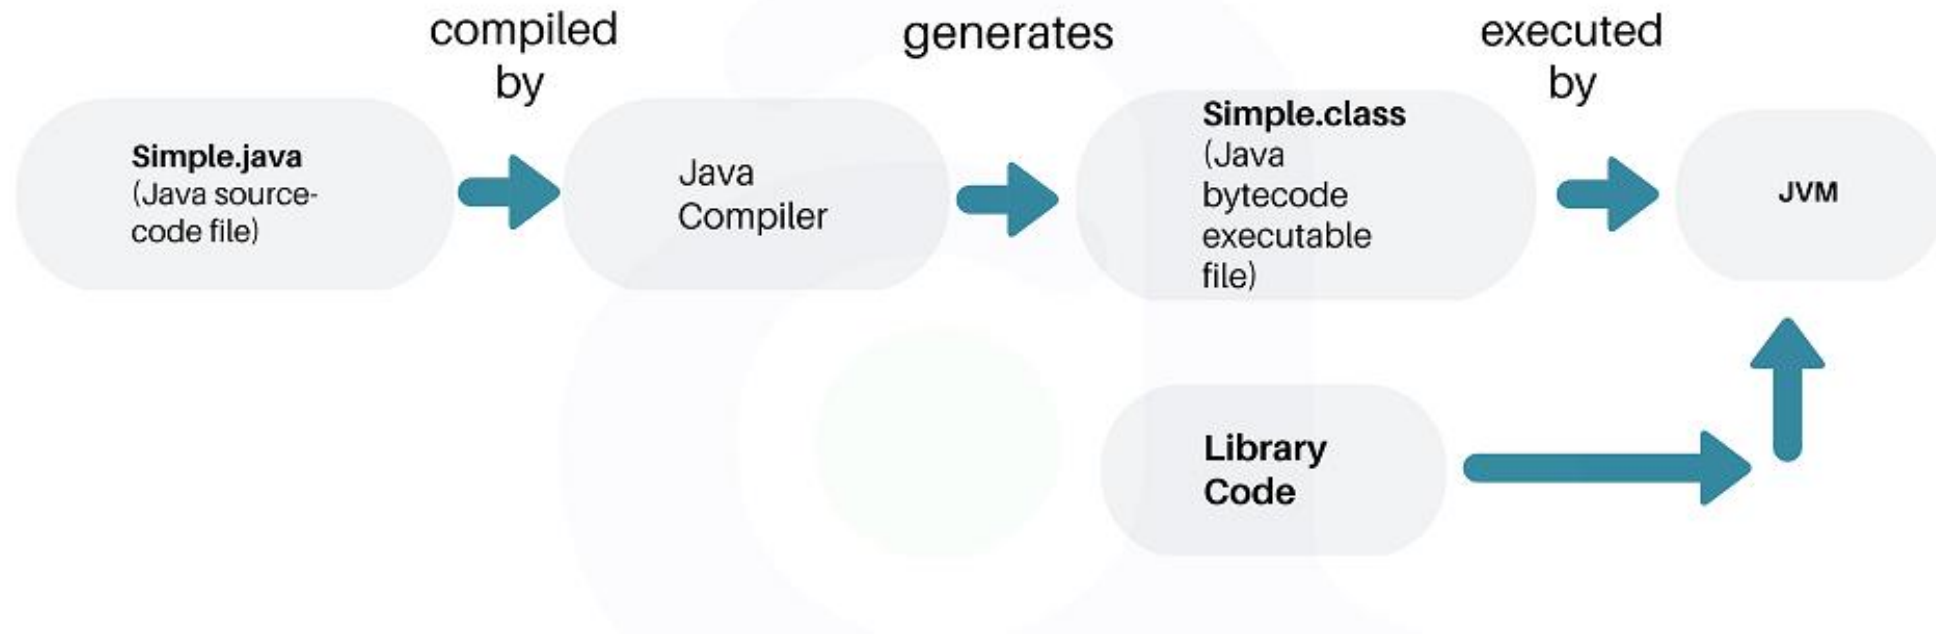 compiled
by
generates
executed
by
Simple.java
(Java source-
code file)
Java
Compiler
Simple.class
(Java
bytecode
executable
file)
JVM
Library
Code